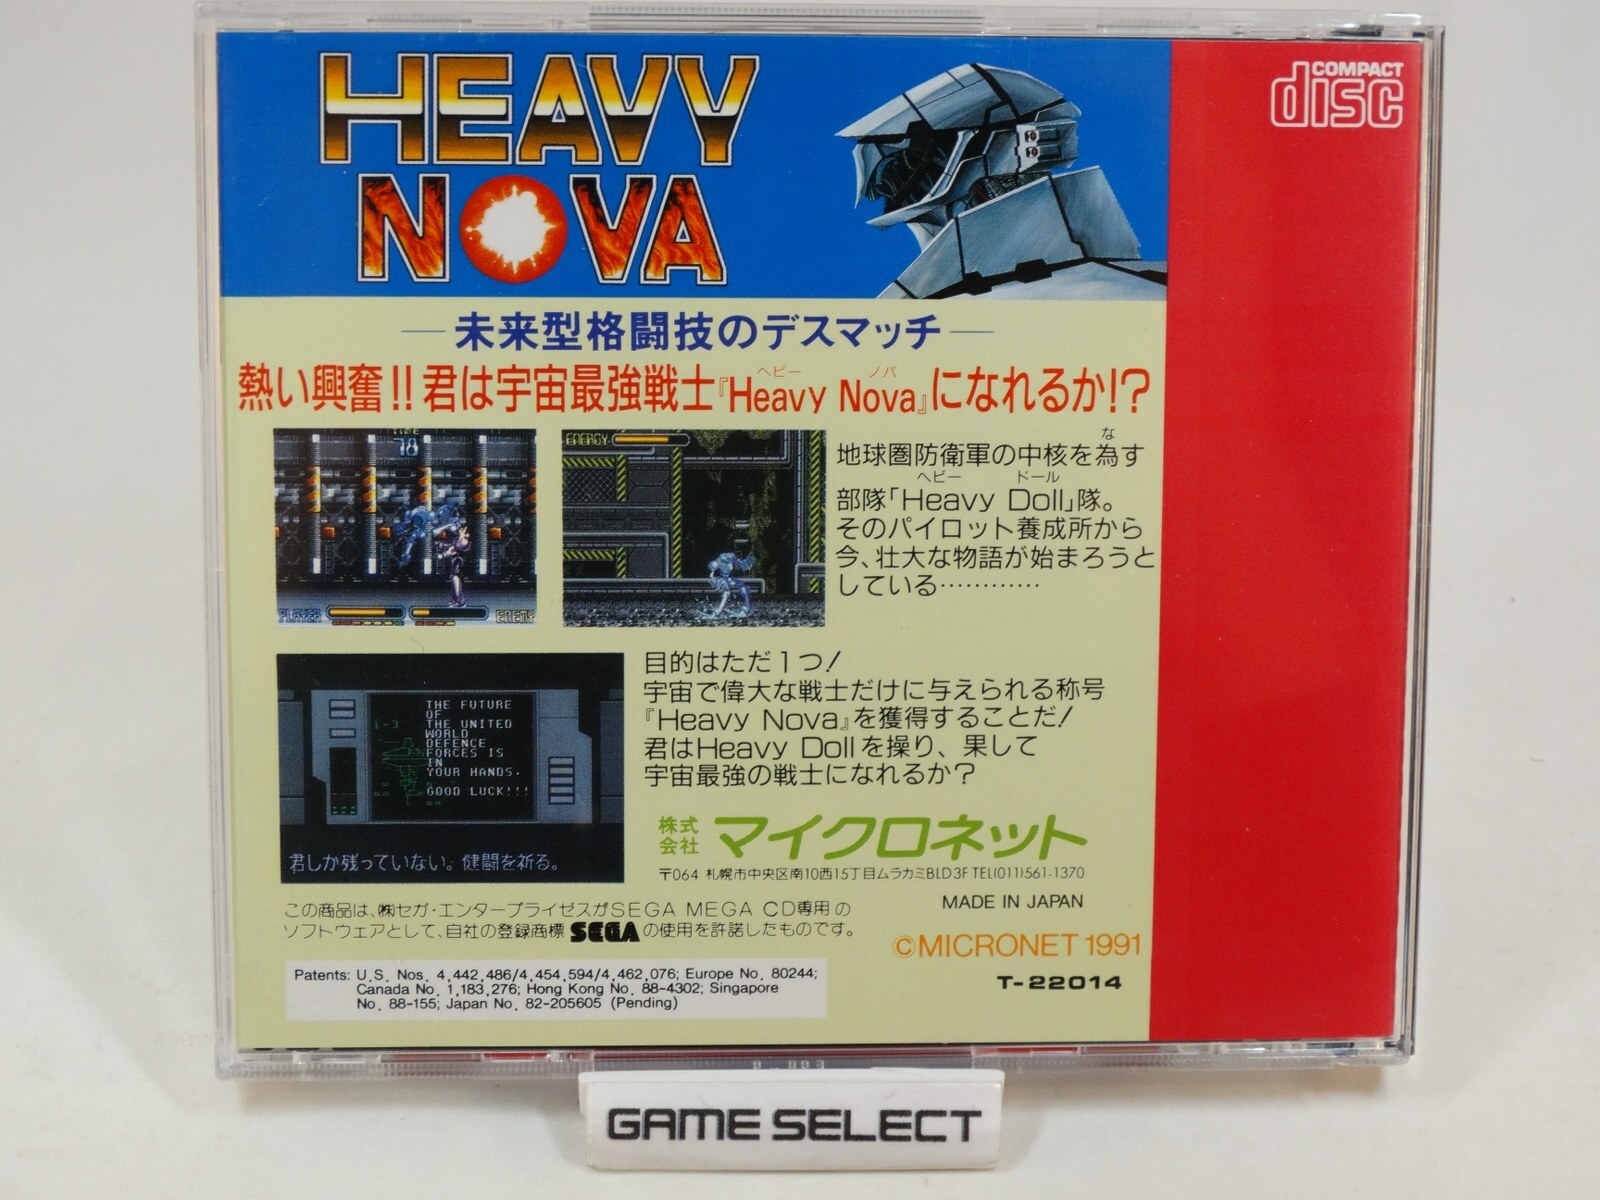 HEAVY
NOVA
COMPACT
disc
未来型格闘技のデスマッチ
熱い興奮!!君は宇宙最強戦士『Heavy Nova』になれるか!?
ヘビー ノバ
TIME
78
PLAYER
ENEMY
ENERGY
地球圏防衛軍の中核を為す
な
部隊「Heavy Doll」隊。
ヘビー ドール
そのパイロット養成所から
今、壮大な物語が始まろうと
している…………
THE FUTURE
OF
THE UNITED
WORLD
DEFENCE
FORCES IS
IN
YOUR HANDS.
GOOD LUCK!!!
君しか残っていない。健闘を祈る。
目的はただ1つ!
宇宙で偉大な戦士だけに与えられる称号
『Heavy Nova』を獲得することだ!
君はHeavy Dollを操り、果して
宇宙最強の戦士になれるか?
株式会社 マイクロネット
〒064 札幌市中央区南10西15丁目ムラカミBLD3F TEL(011)561-1370
MADE IN JAPAN
この商品は、㈱セガ・エンタープライゼスがSEGA MEGA CD専用の
ソフトウェアとして、自社の登録商標SEGAの使用を許諾したものです。
©MICRONET 1991
T-22014
Patents: U.S. Nos. 4,442,486/4,454,594/4,462,076; Europe No. 80244;
Canada No. 1,183,276; Hong Kong No. 88-4302; Singapore
No. 88-155; Japan No. 82-205605 (Pending)
GAME SELECT